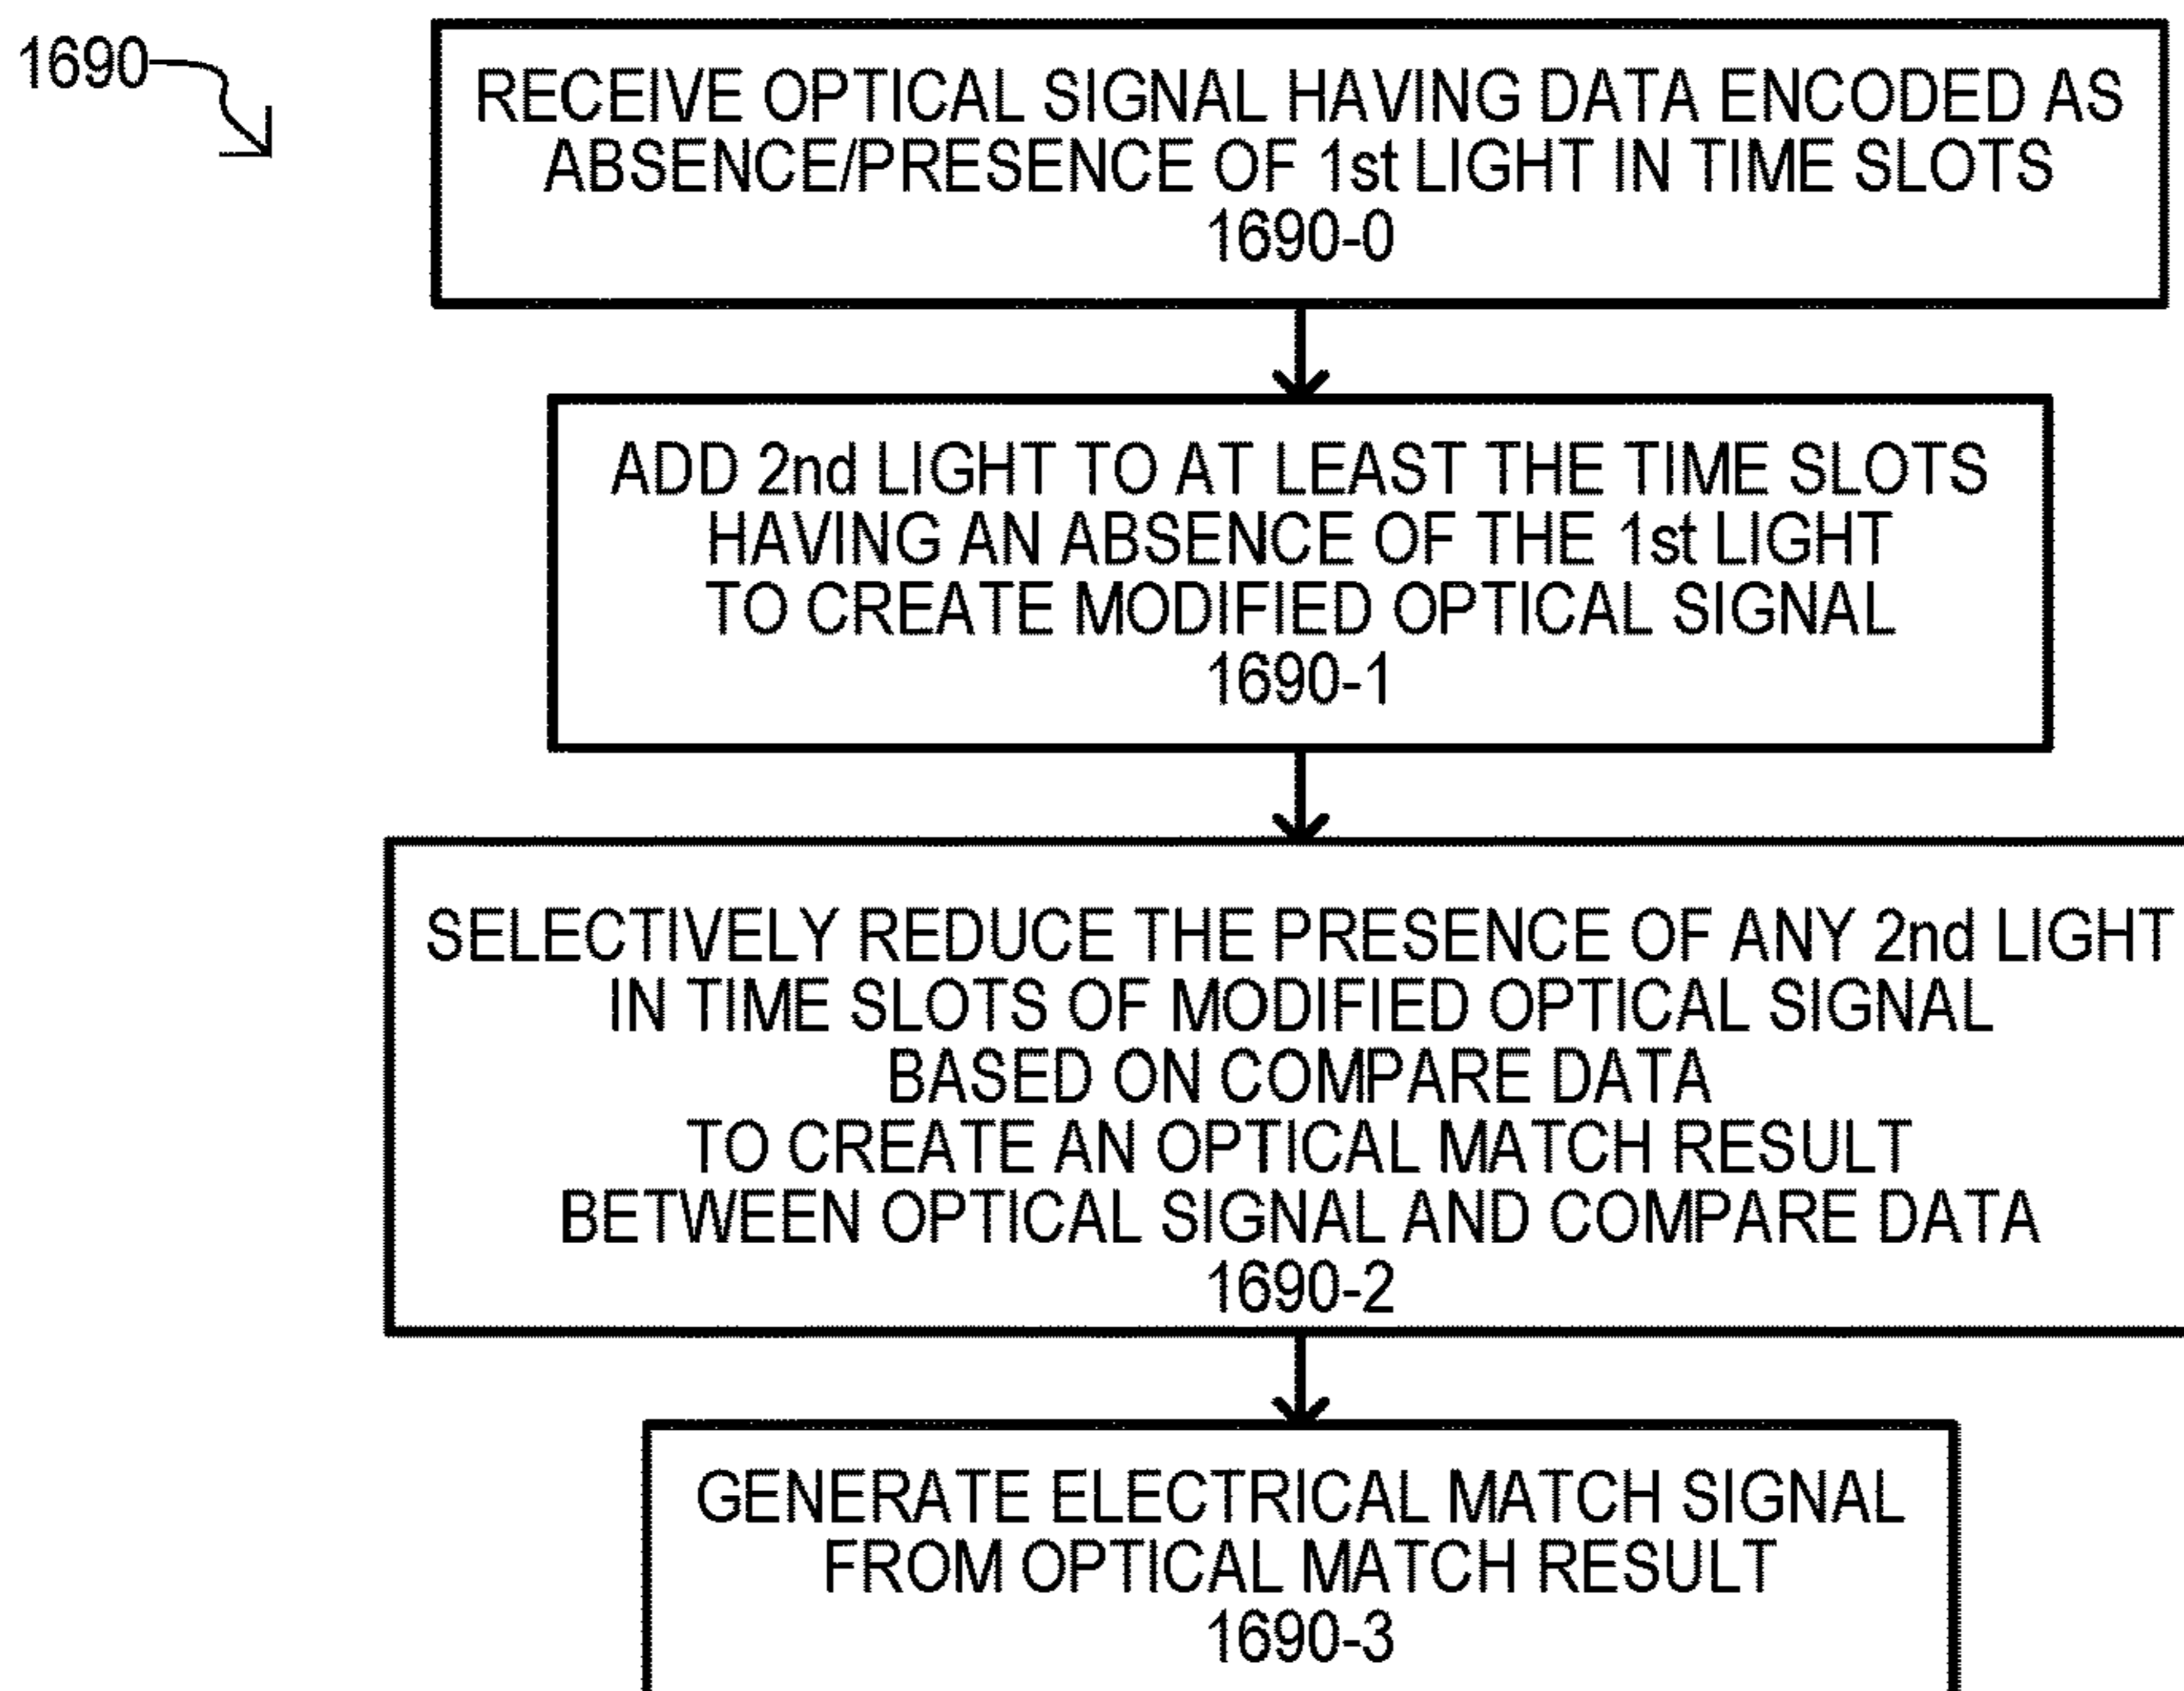 1690
RECEIVE OPTICAL SIGNAL HAVING DATA ENCODED AS
ABSENCE/PRESENCE OF 1st LIGHT IN TIME SLOTS
1690-0
ADD 2nd LIGHT TO AT LEAST THE TIME SLOTS
HAVING AN ABSENCE OF THE 1st LIGHT
TO CREATE MODIFIED OPTICAL SIGNAL
1690-1
SELECTIVELY REDUCE THE PRESENCE OF ANY 2nd LIGHT
IN TIME SLOTS OF MODIFIED OPTICAL SIGNAL
BASED ON COMPARE DATA
TO CREATE AN OPTICAL MATCH RESULT
BETWEEN OPTICAL SIGNAL AND COMPARE DATA
1690-2
GENERATE ELECTRICAL MATCH SIGNAL
FROM OPTICAL MATCH RESULT
1690-3